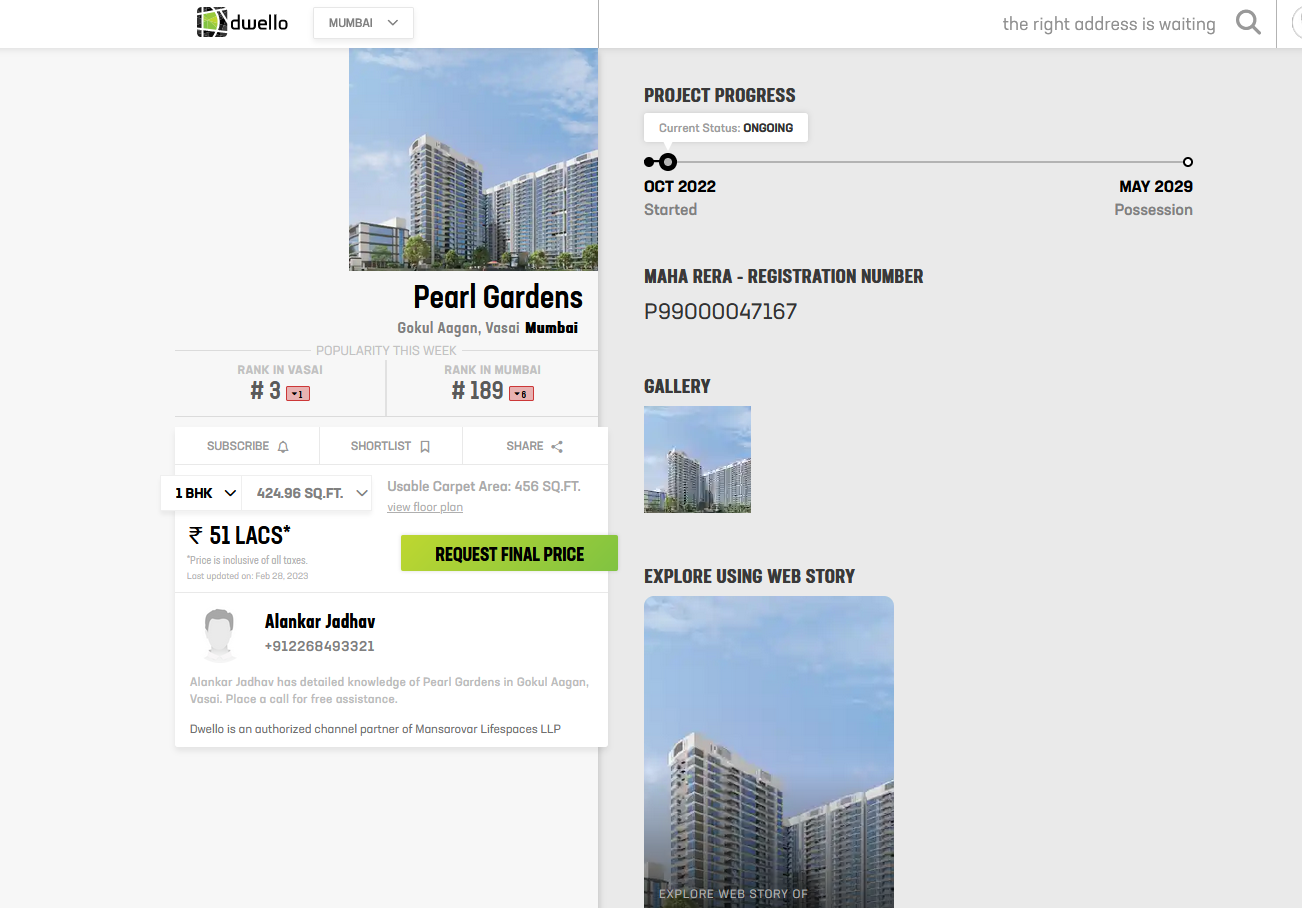 dwello
MUMBAI
the right address is waiting
Pearl Gardens
Gokul Aagan, Vasai Mumbai
POPULARITY THIS WEEK
RANK IN VASAI
# 3 1
RANK IN MUMBAI
# 189 6
SUBSCRIBE
SHORTLIST
SHARE
1 BHK
424.96 SQ.FT.
Usable Carpet Area: 456 SQ.FT.
view floor plan
₹ 51 LACS*
*Price is inclusive of all taxes.
Last updated on: Feb 28, 2023
REQUEST FINAL PRICE
Alankar Jadhav
+912268493321
Alankar Jadhav has detailed knowledge of Pearl Gardens in Gokul Aagan,
Vasai. Place a call for free assistance.
Dwello is an authorized channel partner of Mansarovar Lifespaces LLP
PROJECT PROGRESS
Current Status: ONGOING
OCT 2022
Started
MAY 2029
Possession
MAHA RERA - REGISTRATION NUMBER
P99000047167
GALLERY
EXPLORE USING WEB STORY
EXPLORE WEB STORY OF